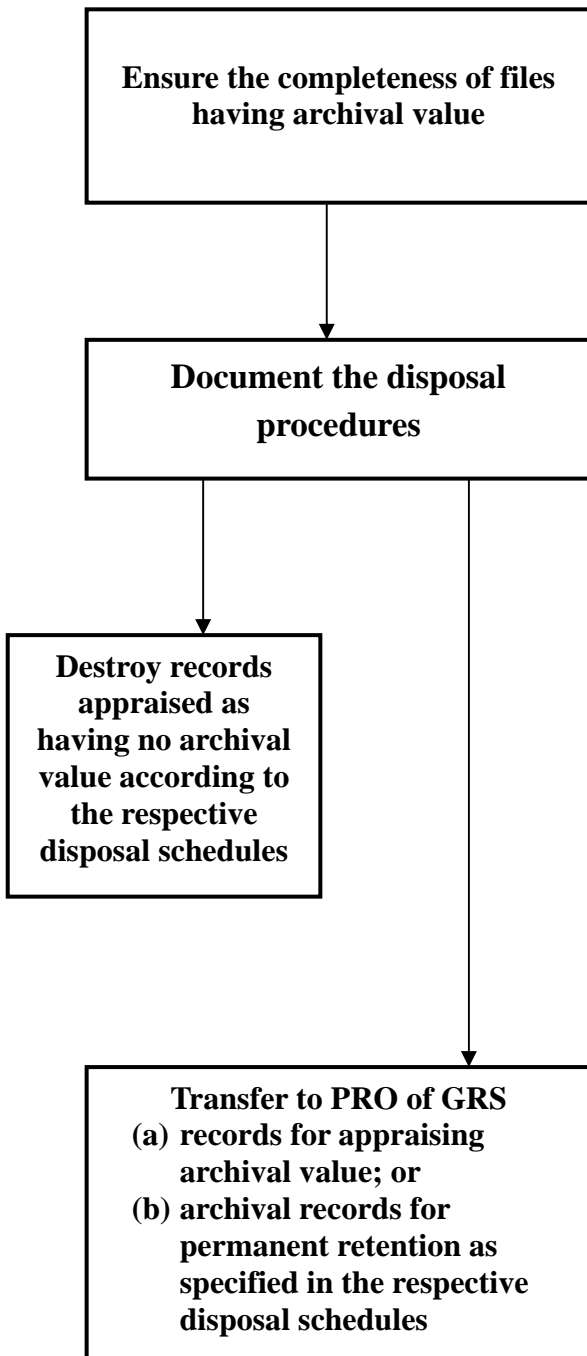 Ensure the completeness of files
having archival value
Document the disposal
procedures
Destroy records
appraised as
having no archival
value according to
the respective
disposal schedules
Transfer to PRO of GRS
(a) records for appraising
archival value; or
(b) archival records for
permanent retention as
specified in the respective
disposal schedules